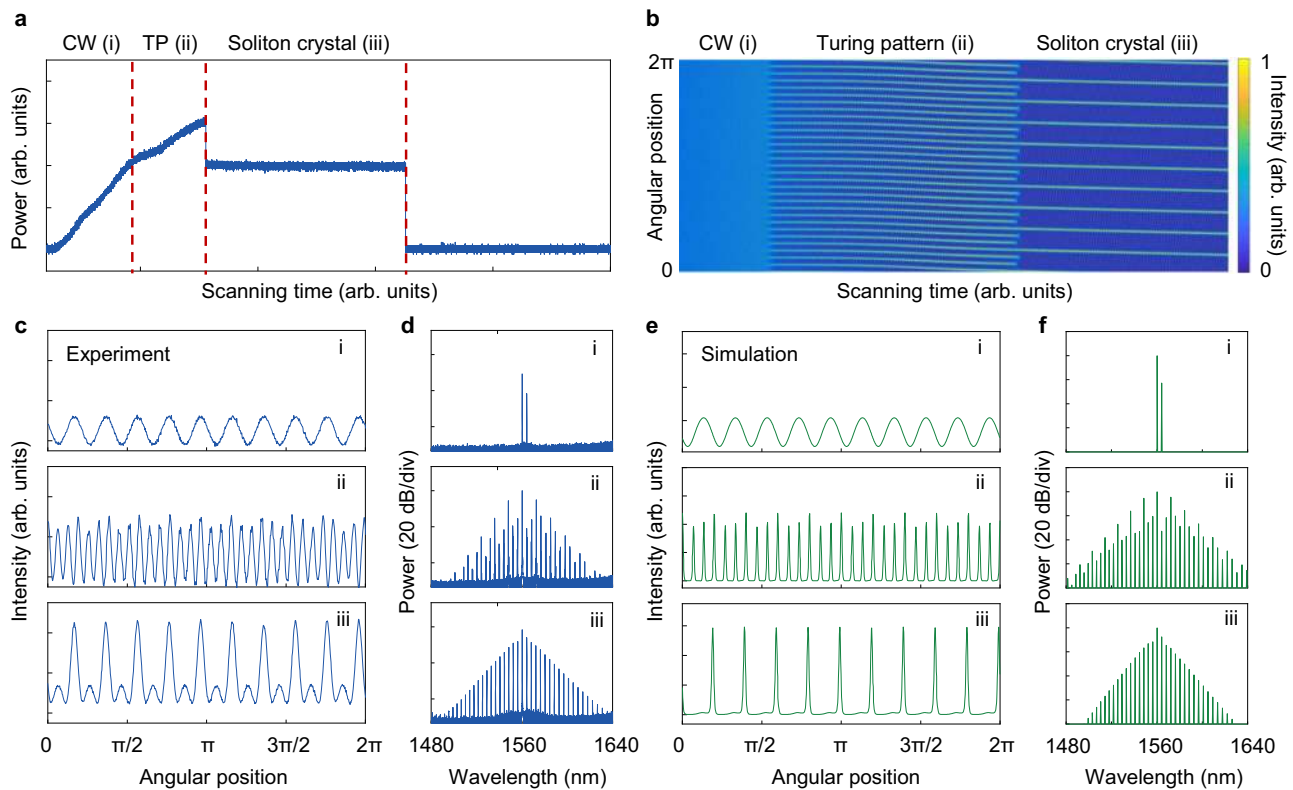 a
CW (i) TP (ii) Soliton crystal (iii)
Power (arb. units)
Scanning time (arb. units)
b
CW (i) Turing pattern (ii) Soliton crystal (iii)
2π
0
Angular position
Scanning time (arb. units)
1
0
Intensity (arb. units)
c
Experiment
i
ii
iii
Intensity (arb. units)
0 π/2 π 3π/2 2π
Angular position
d
i
ii
iii
Power (20 dB/div)
1480 1560 1640
Wavelength (nm)
e
Simulation
i
ii
iii
Intensity (arb. units)
0 π/2 π 3π/2 2π
Angular position
f
i
ii
iii
Power (20 dB/div)
1480 1560 1640
Wavelength (nm)